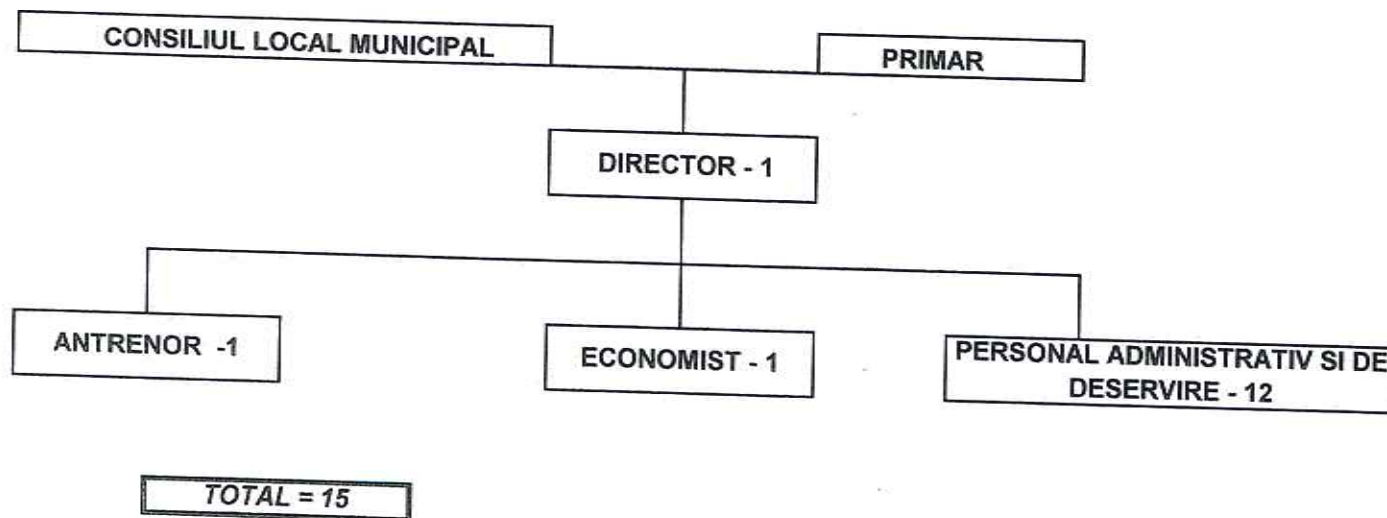 CONSILIUL LOCAL MUNICIPAL
PRIMAR
DIRECTOR - 1
ANTRENOR -1
ECONOMIST - 1
PERSONAL ADMINISTRATIV SI DE
DESERVIRE - 12
TOTAL = 15